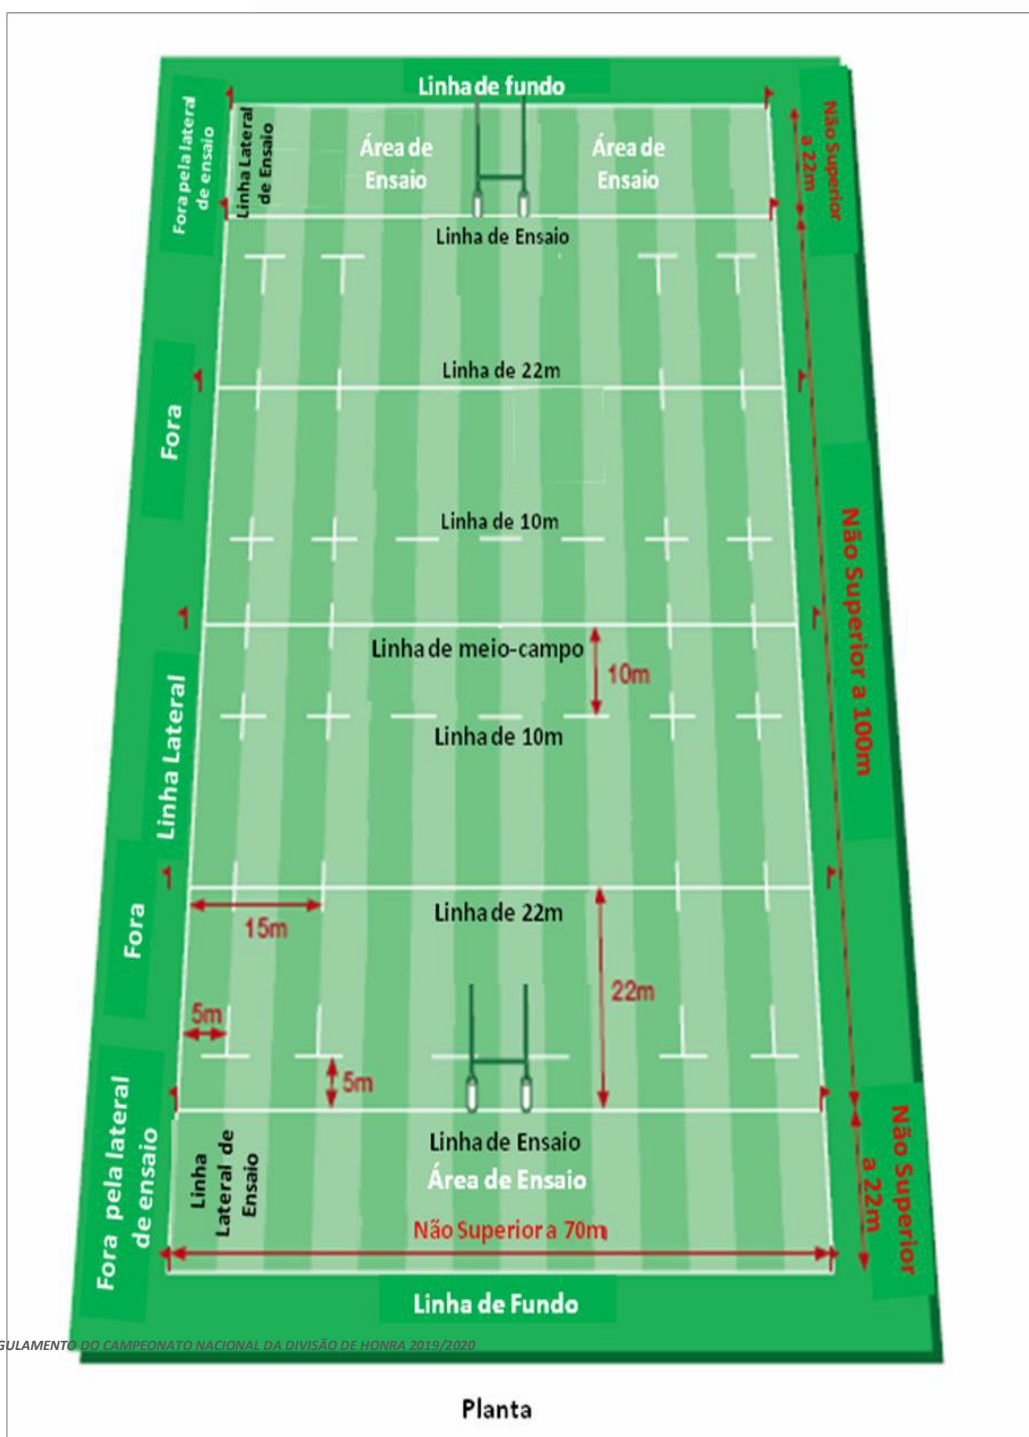 Linha de fundo
Fora pela lateral
de ensaio
Linha Lateral
de Ensaio
Área de
Ensaio
Área de
Ensaio
Não Superior
a 22m
Linha de Ensaio
Linha de 22m
Fora
Linha de 10m
Não Superior a 100m
Linha de meio-campo
10m
Linha Lateral
Linha de 10m
Linha de 22m
15m
Fora
22m
5m
5m
Fora pela lateral
de ensaio
Linha
Lateral de
Ensaio
Linha de Ensaio
Área de Ensaio
Não Superior a 70m
Não Superior
a 22m
Linha de Fundo
GULAMENTO DO CAMPEONATO NACIONAL DA DIVISÃO DE HONRA 2019/2020
Planta